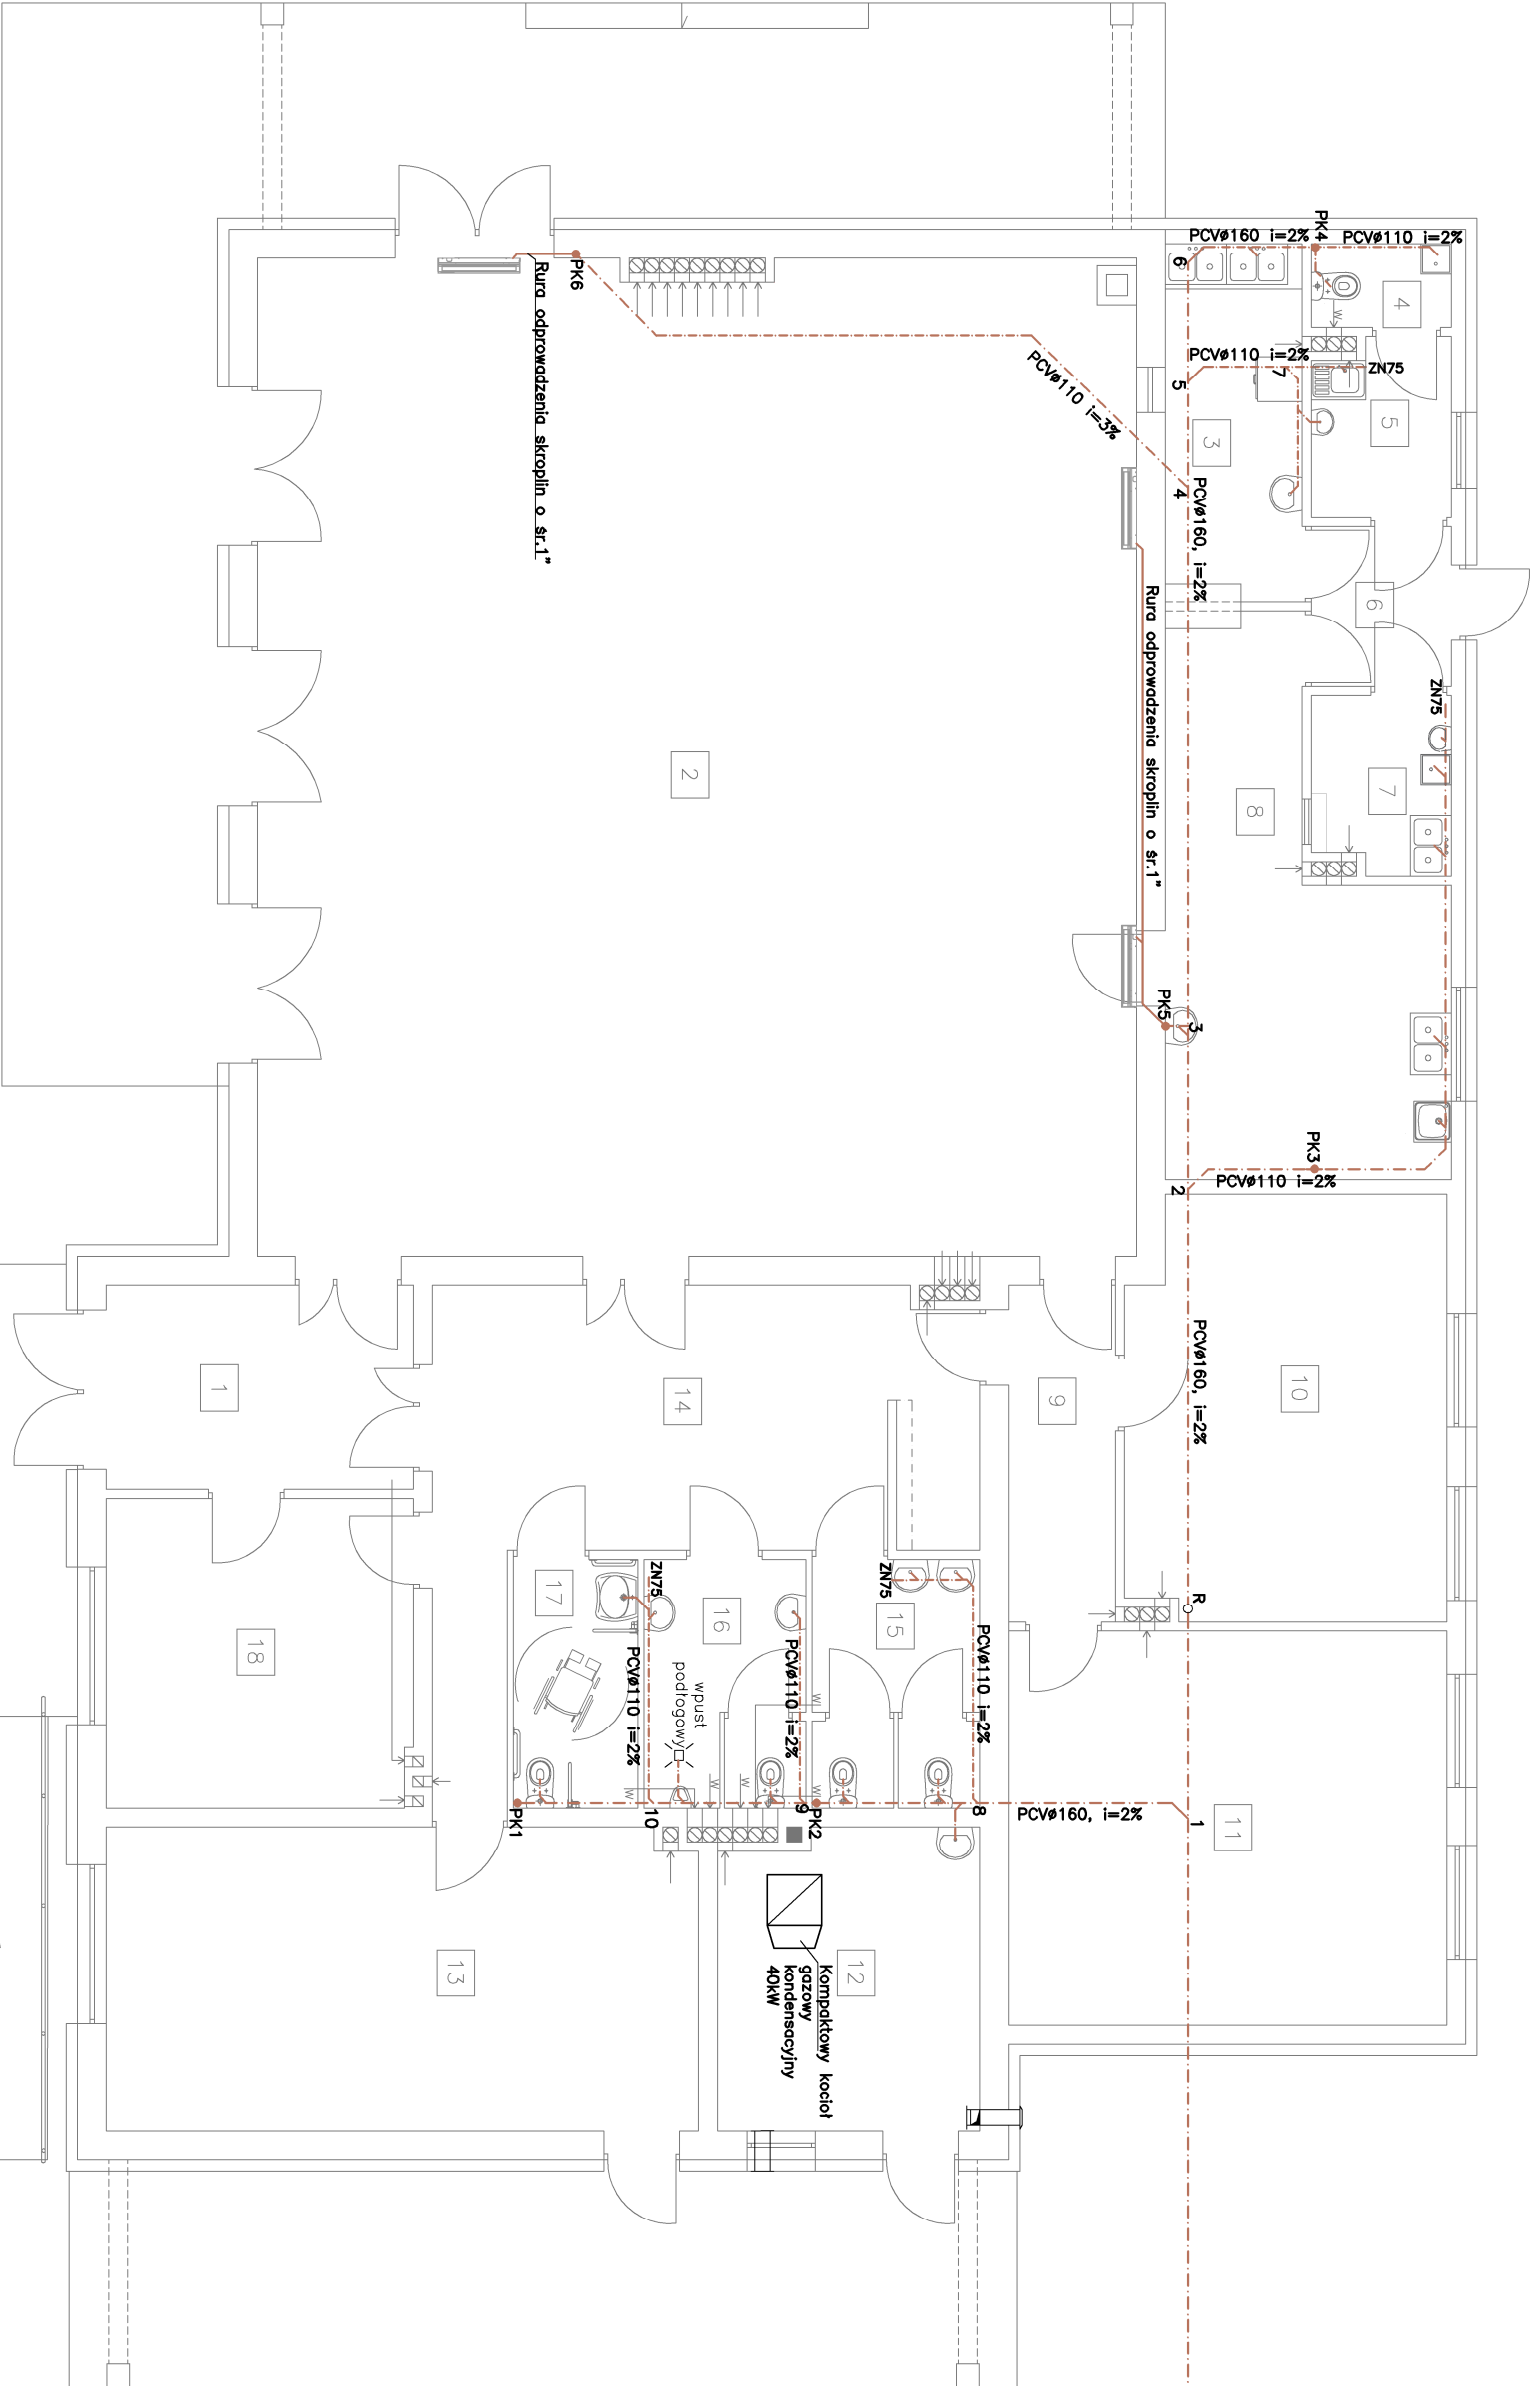 PK4
PCVø160 i=2%
PCVø110 i=2%
6
4
W
PK6
Rura odprowadzenia skroplin o śr.1"
PCVø110 i=3%
PCVø110 i=2%
7
ZN75
5
5
3
4
PCVø160, i=2%
6
Rura odprowadzenia skroplin o śr.1"
ZN75
2
7
8
PK5
3
PK3
PCVø110 i=2%
2
1
14
9
10
PCVø160, i=2%
R
17
ZN75
16
ZN75
15
18
PCVø110 i=2%
wpust
podłogowy
PCVø110 i=2%
PCVø110 i=2%
W
W
W
W
W
PK1
10
9
PK2
8
PCVø160, i=2%
1
11
13
12
Kompaktowy kocioł
gazowy
kondensacyjny
40kW